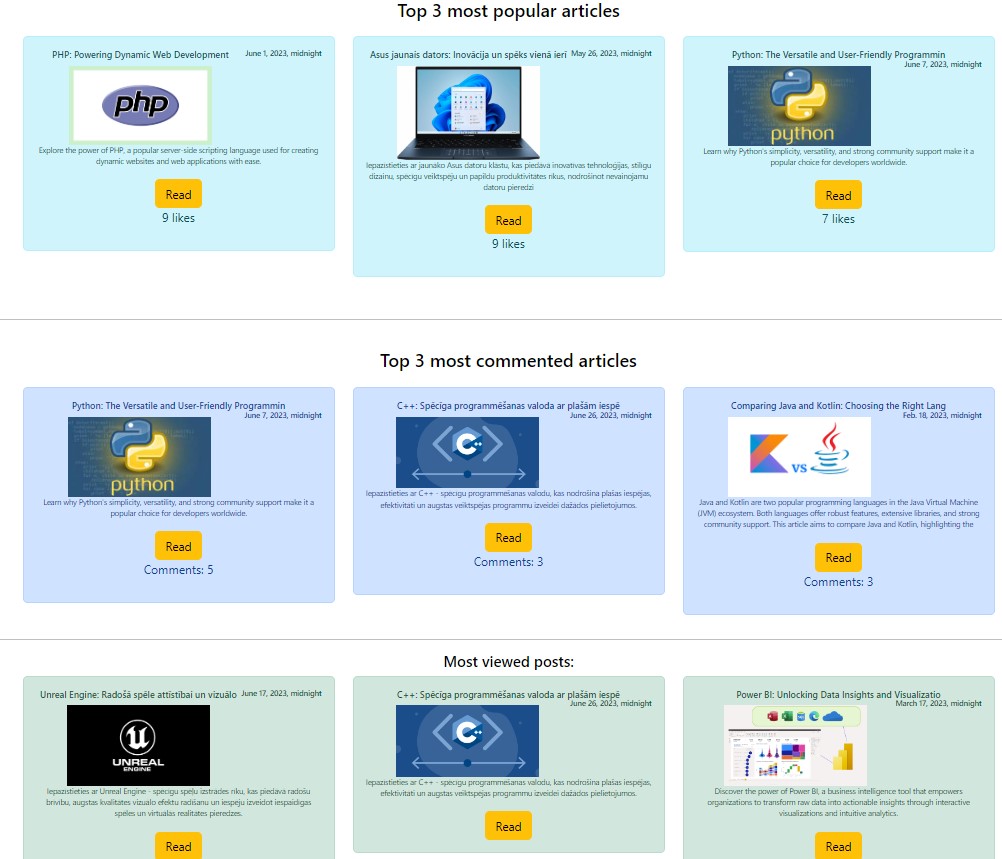 Top 3 most popular articles
PHP: Powering Dynamic Web Development
June 1, 2023, midnight
php
Explore the power of PHP, a popular server-side scripting language used for creating
dynamic websites and web applications with ease.
Read
9 likes
Asus jaunais dators: Inovācija un spēks vienā ierī
May 26, 2023, midnight
Iepazīstieties ar jaunāko Asus datoru klāstu, kas piedāvā inovatīvas tehnoloģijas, stilīgu
dizainu, spēcīgu veiktspēju un papildu produktivitātes rīkus, nodrošinot nevainojamu
datoru pieredzi
Read
9 likes
Python: The Versatile and User-Friendly Programmin
June 7, 2023, midnight
python
Learn why Python's simplicity, versatility, and strong community support make it a
popular choice for developers worldwide.
Read
7 likes
Top 3 most commented articles
Python: The Versatile and User-Friendly Programmin
June 7, 2023, midnight
python
Learn why Python's simplicity, versatility, and strong community support make it a
popular choice for developers worldwide.
Read
Comments: 5
C++: Spēcīga programmēšanas valoda ar plašām iespē
June 26, 2023, midnight
C++
Iepazīstieties ar C++ - spēcīgu programmēšanas valodu, kas nodrošina plašas iespējas,
efektivitāti un augstas veiktspējas programmu izveidei dažādos pielietojumos.
Read
Comments: 3
Comparing Java and Kotlin: Choosing the Right Lang
Feb. 18, 2023, midnight
vs
Java and Kotlin are two popular programming languages in the Java Virtual Machine
(JVM) ecosystem. Both languages offer robust features, extensive libraries, and strong
community support. This article aims to compare Java and Kotlin, highlighting the
Read
Comments: 3
Most viewed posts:
Unreal Engine: Radošā spēle attīstībai un vizuālo
June 17, 2023, midnight
UNREAL
ENGINE
Iepazīstieties ar Unreal Engine - spēcīgu spēļu izstrādes rīku, kas piedāvā radošu
brīvību, augstas kvalitātes vizuālo efektu radīšanu un iespēju izveidot iespaidīgas
spēles un virtuālās realitātes pieredzes.
Read
C++: Spēcīga programmēšanas valoda ar plašām iespē
June 26, 2023, midnight
C++
Iepazīstieties ar C++ - spēcīgu programmēšanas valodu, kas nodrošina plašas iespējas,
efektivitāti un augstas veiktspējas programmu izveidei dažādos pielietojumos.
Read
Power BI: Unlocking Data Insights and Visualizatio
March 17, 2023, midnight
Discover the power of Power BI, a business intelligence tool that empowers
organizations to transform raw data into actionable insights through interactive
visualizations and intuitive analytics.
Read